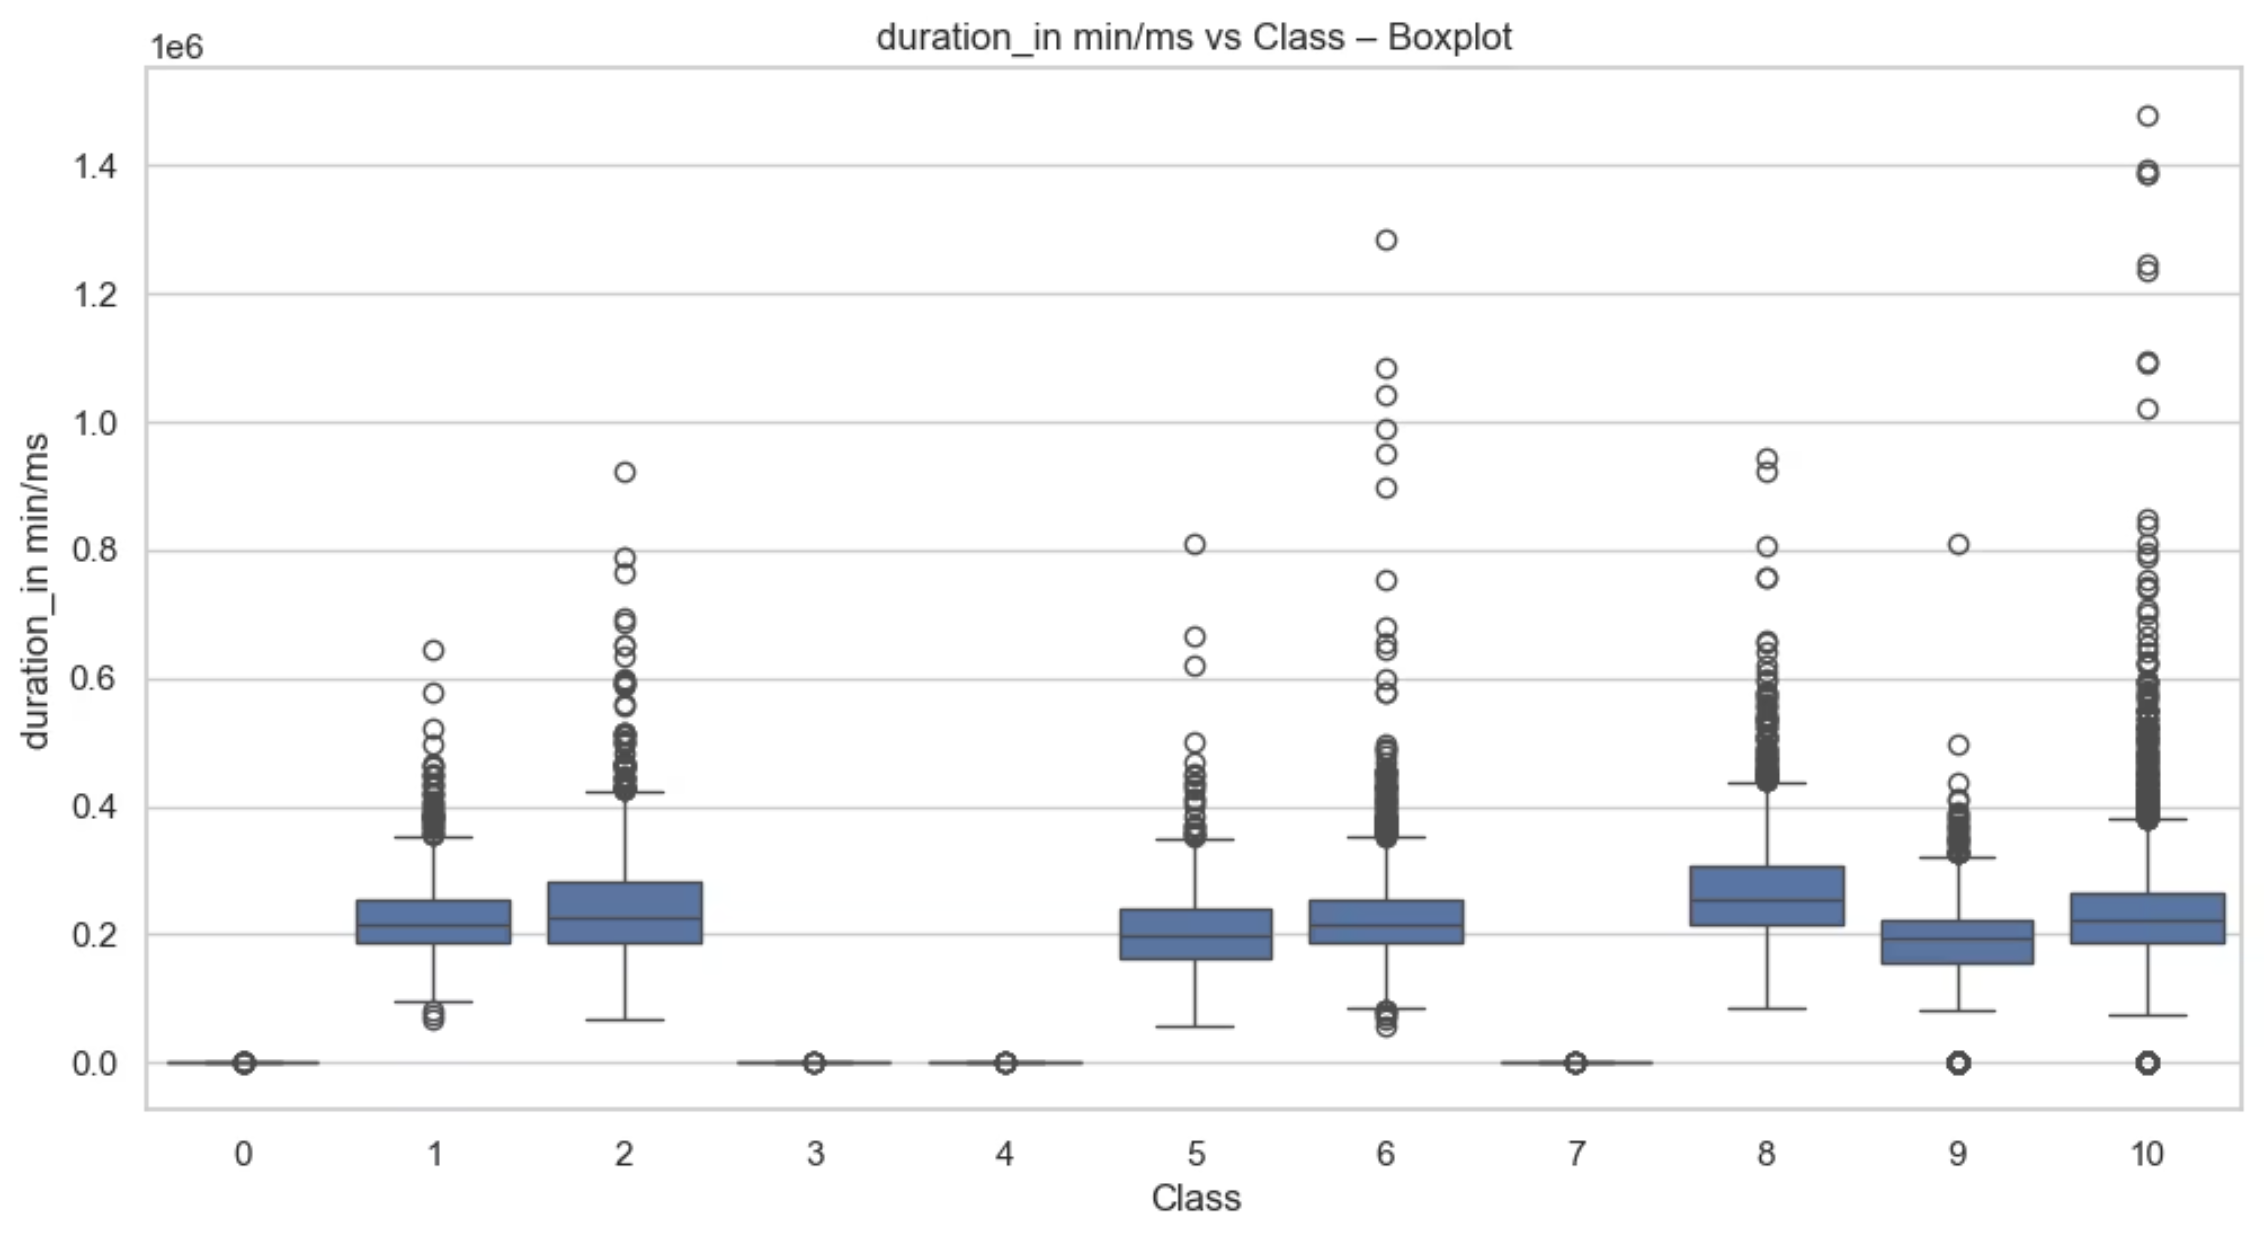 duration_in min/ms vs Class – Boxplot
1e6
1.4
1.2
1.0
0.8
0.6
0.4
0.2
0.0
duration_in min/ms
0 1 2 3 4 5 6 7 8 9 10
Class